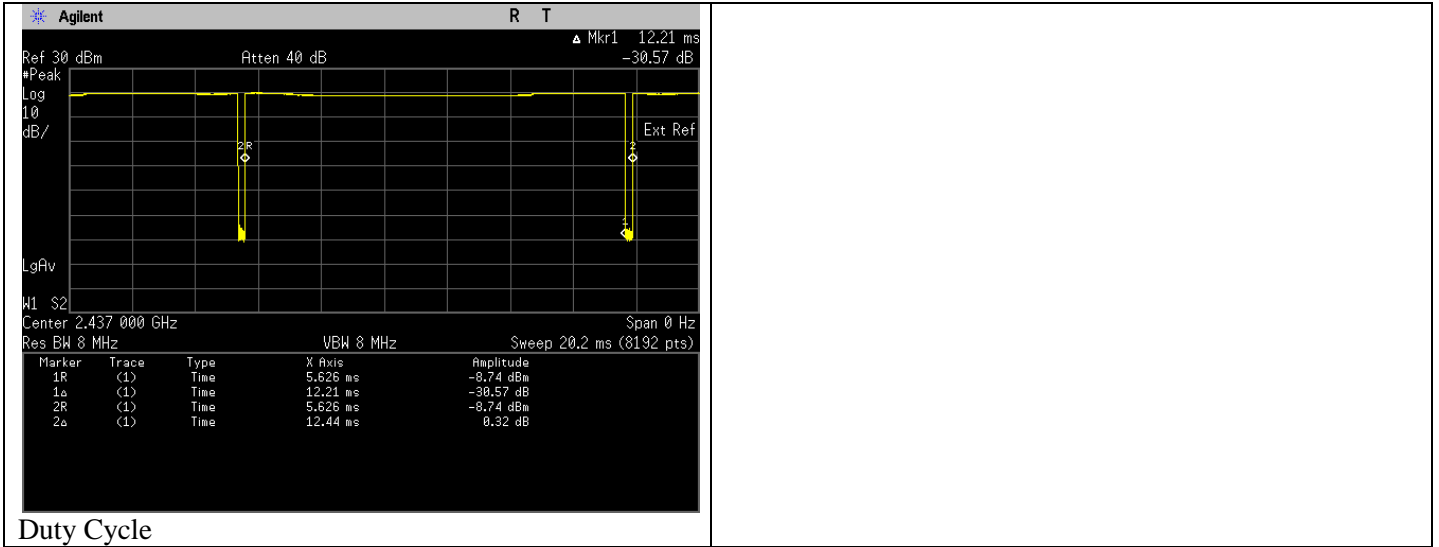 Agilent R T
Δ Mkr1 12.21 ms
Ref 30 dBm Atten 40 dB -30.57 dB
#Peak
Log
10
dB/
Ext Ref
2R
2
1
LgAv
W1 S2
Center 2.437 000 GHz Span 0 Hz
Res BW 8 MHz VBW 8 MHz Sweep 20.2 ms (8192 pts)
Marker Trace Type X Axis Amplitude
1R (1) Time 5.626 ms -8.74 dBm
1Δ (1) Time 12.21 ms -30.57 dB
2R (1) Time 5.626 ms -8.74 dBm
2Δ (1) Time 12.44 ms 0.32 dB
Duty Cycle